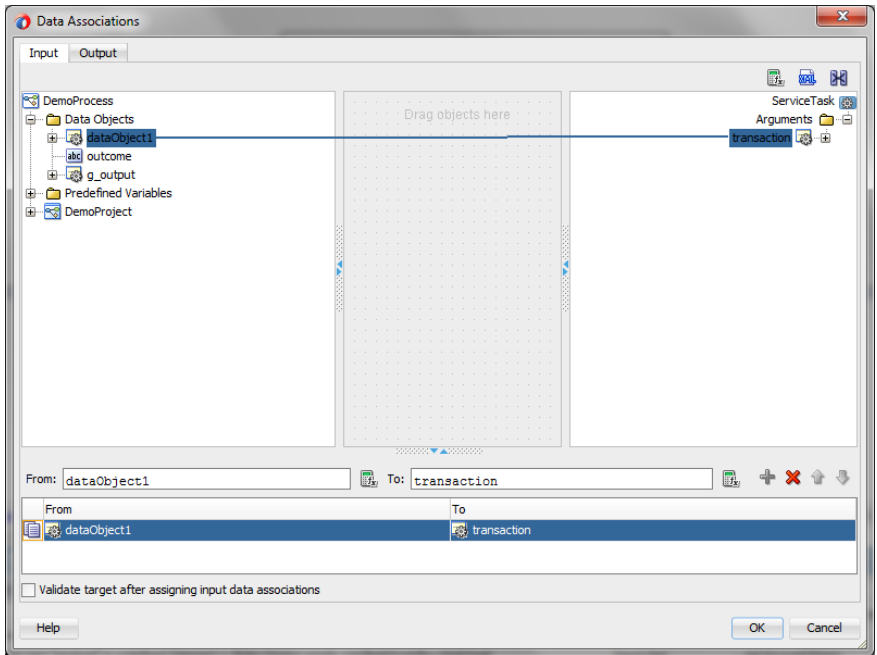 Data Associations
Input Output
DemoProcess
Data Objects
dataObject1
abc outcome
g_output
Predefined Variables
DemoProject
Drag objects here
ServiceTask
Arguments
transaction
From: dataObject1 To: transaction
From To
dataObject1 transaction
Validate target after assigning input data associations
Help OK Cancel